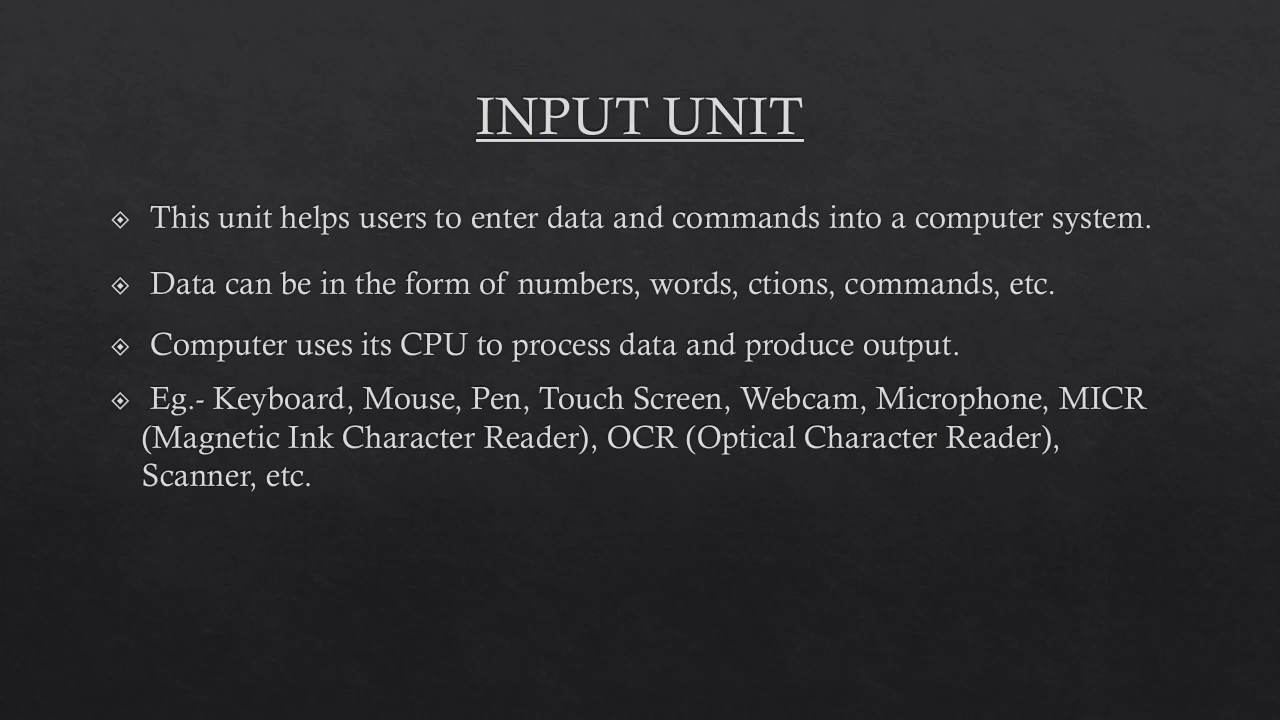 INPUT UNIT
This unit helps users to enter data and commands into a computer system.
Data can be in the form of numbers, words, ctions, commands, etc.
Computer uses its CPU to process data and produce output.
Eg.- Keyboard, Mouse, Pen, Touch Screen, Webcam, Microphone, MICR
(Magnetic Ink Character Reader), OCR (Optical Character Reader),
Scanner, etc.